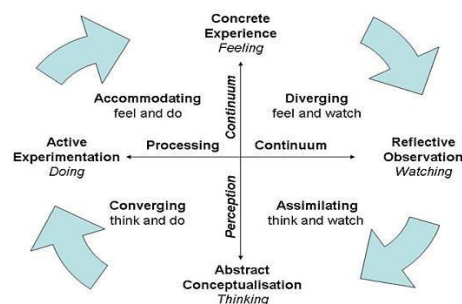 Concrete
Experience
Feeling
Accommodating
feel and do
Continuum
Diverging
feel and watch
Active
Experimentation
Doing
Processing
Continuum
Reflective
Observation
Watching
Converging
think and do
Perception
Assimilating
think and watch
Abstract
Conceptualisation
Thinking